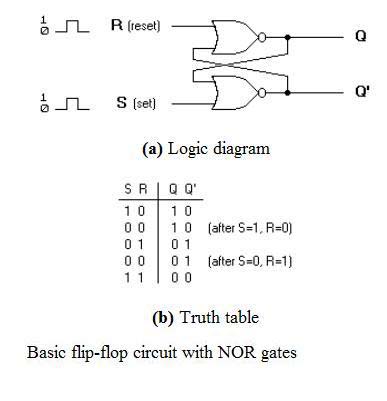 1
0
R (reset)
Q
1
0
S (set)
Q'
(a) Logic diagram
S R Q Q'
1 0 1 0
0 0 1 0 (after S=1, R=0)
0 1 0 1
0 0 0 1 (after S=0, R=1)
1 1 0 0
(b) Truth table
Basic flip-flop circuit with NOR gates